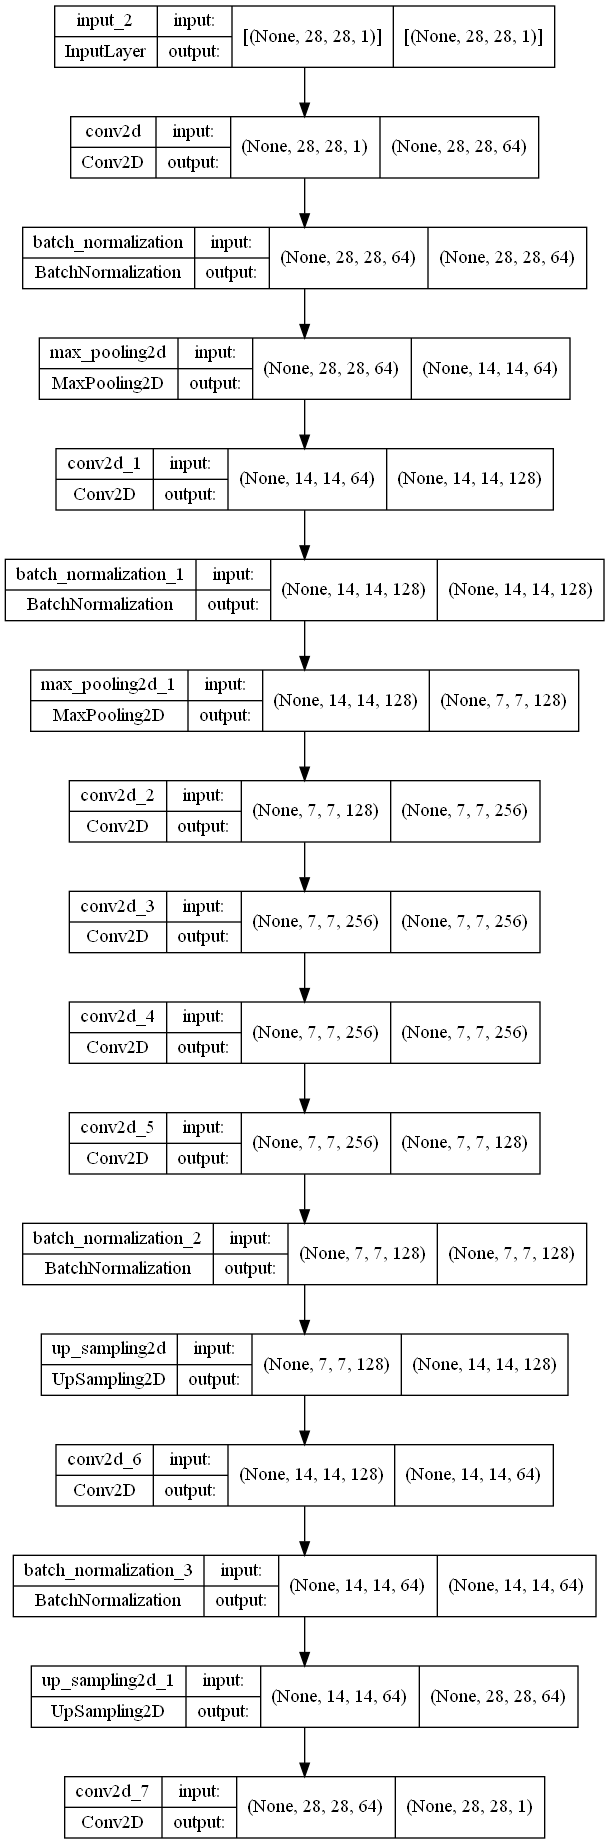 input_2 input: [(None, 28, 28, 1)] [(None, 28, 28, 1)]
InputLayer output:
conv2d input: (None, 28, 28, 1) (None, 28, 28, 64)
Conv2D output:
batch_normalization input: (None, 28, 28, 64) (None, 28, 28, 64)
BatchNormalization output:
max_pooling2d input: (None, 28, 28, 64) (None, 14, 14, 64)
MaxPooling2D output:
conv2d_1 input: (None, 14, 14, 64) (None, 14, 14, 128)
Conv2D output:
batch_normalization_1 input: (None, 14, 14, 128) (None, 14, 14, 128)
BatchNormalization output:
max_pooling2d_1 input: (None, 14, 14, 128) (None, 7, 7, 128)
MaxPooling2D output:
conv2d_2 input: (None, 7, 7, 128) (None, 7, 7, 256)
Conv2D output:
conv2d_3 input: (None, 7, 7, 256) (None, 7, 7, 256)
Conv2D output:
conv2d_4 input: (None, 7, 7, 256) (None, 7, 7, 256)
Conv2D output:
conv2d_5 input: (None, 7, 7, 256) (None, 7, 7, 128)
Conv2D output:
batch_normalization_2 input: (None, 7, 7, 128) (None, 7, 7, 128)
BatchNormalization output:
up_sampling2d input: (None, 7, 7, 128) (None, 14, 14, 128)
UpSampling2D output:
conv2d_6 input: (None, 14, 14, 128) (None, 14, 14, 64)
Conv2D output:
batch_normalization_3 input: (None, 14, 14, 64) (None, 14, 14, 64)
BatchNormalization output:
up_sampling2d_1 input: (None, 14, 14, 64) (None, 28, 28, 64)
UpSampling2D output:
conv2d_7 input: (None, 28, 28, 64) (None, 28, 28, 1)
Conv2D output: